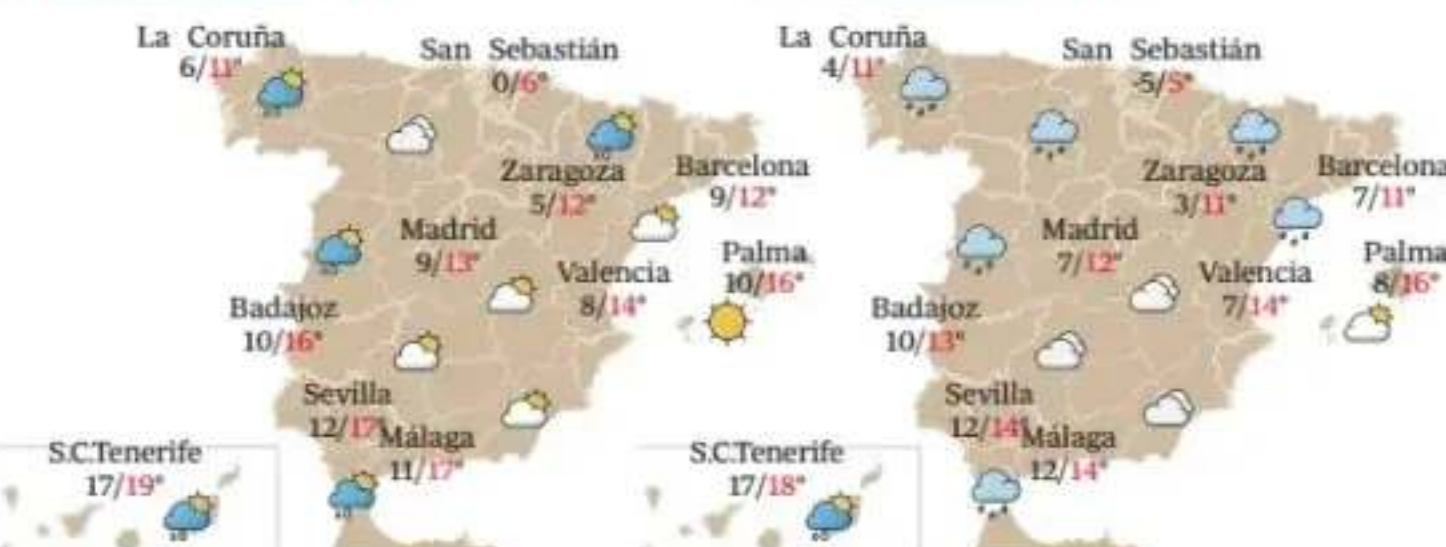 La Coruña
6/11°
San Sebastián
0/6°
Zaragoza
5/12°
Barcelona
9/12°
Madrid
9/13°
Valencia
8/14°
Palma
10/16°
Badajoz
10/16°
Sevilla
12/17°
Málaga
11/17°
S.C.Tenerife
17/19°
La Coruña
4/11°
San Sebastián
-5/5°
Zaragoza
3/11°
Barcelona
7/11°
Madrid
7/12°
Valencia
7/14°
Palma
8/16°
Badajoz
10/13°
Sevilla
12/14°
Málaga
12/14°
S.C.Tenerife
17/18°